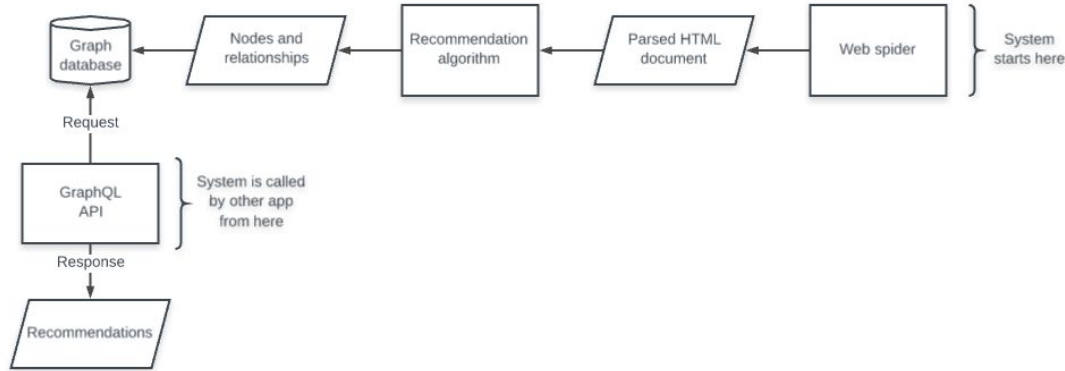 Graph
database
Nodes and
relationships
Recommendation
algorithm
Parsed HTML
document
Web spider
System
starts here
Request
GraphQL
API
System is called
by other app
from here
Response
Recommendations